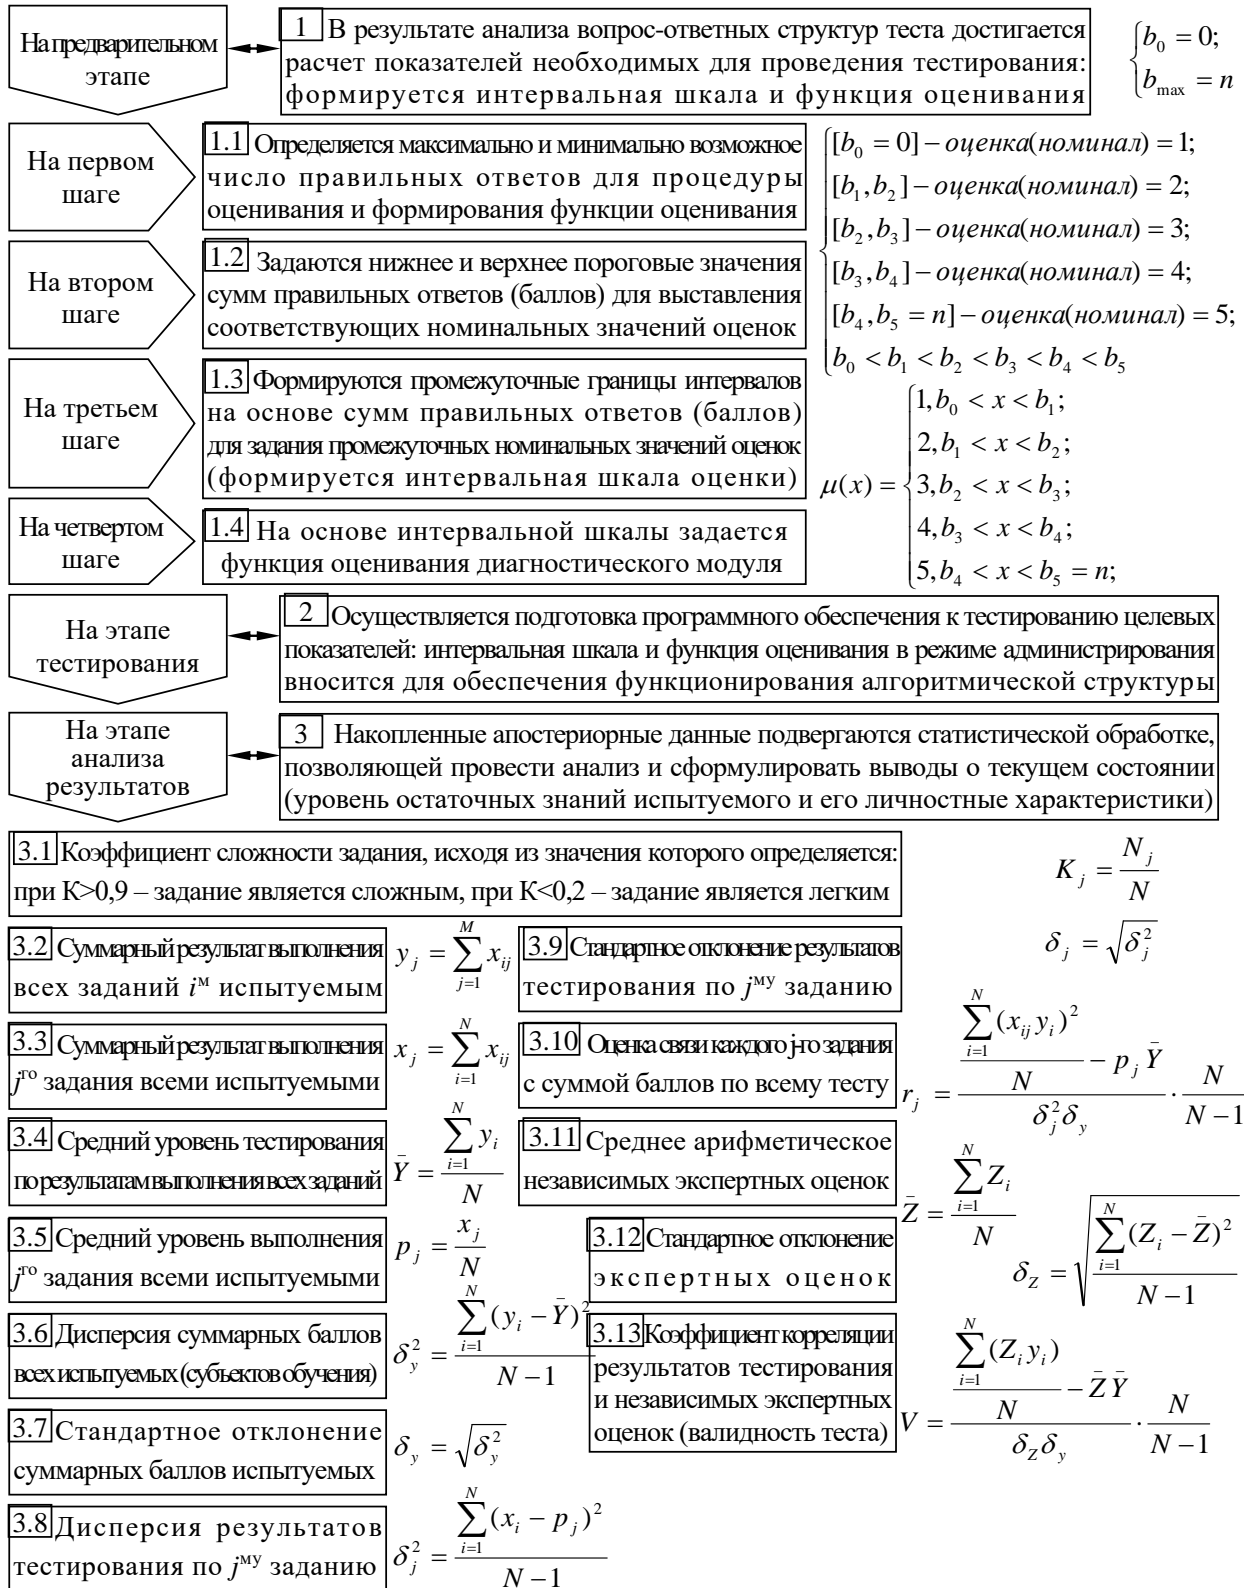 На предварительном
этапе
1 В результате анализа вопрос-ответных структур теста достигается
расчет показателей необходимых для проведения тестирования:
формируется интервальная шкала и функция оценивания
{b₀ = 0;
b_max = n
На первом
шаге
1.1 Определяется максимально и минимально возможное
число правильных ответов для процедуры
оценивания и формирования функции оценивания
На втором
шаге
1.2 Задаются нижнее и верхнее пороговые значения
сумм правильных ответов (баллов) для выставления
соответствующих номинальных значений оценок
На третьем
шаге
1.3 Формируются промежуточные границы интервалов
на основе сумм правильных ответов (баллов)
для задания промежуточных номинальных значений оценок
(формируется интервальная шкала оценки)
На четвертом
шаге
1.4 На основе интервальной шкалы задается
функция оценивания диагностического модуля
[b₀ = 0] – оценка(номинал) = 1;
[b₁, b₂] – оценка(номинал) = 2;
[b₂, b₃] – оценка(номинал) = 3;
[b₃, b₄] – оценка(номинал) = 4;
[b₄, b₅ = n] – оценка(номинал) = 5;
b₀ < b₁ < b₂ < b₃ < b₄ < b₅
μ(x) = {1, b₀ < x < b₁;
2, b₁ < x < b₂;
3, b₂ < x < b₃;
4, b₃ < x < b₄;
5, b₄ < x < b₅ = n;
На этапе
тестирования
2 Осуществляется подготовка программного обеспечения к тестированию целевых
показателей: интервальная шкала и функция оценивания в режиме администрирования
вносится для обеспечения функционирования алгоритмической структуры
На этапе
анализа
результатов
3 Накопленные апостериорные данные подвергаются статистической обработке,
позволяющей провести анализ и сформулировать выводы о текущем состоянии
(уровень остаточных знаний испытуемого и его личностные характеристики)
3.1 Коэффициент сложности задания, исходя из значения которого определяется:
при К>0,9 – задание является сложным, при К<0,2 – задание является легким
K_j = N_j / N
3.2 Суммарный результат выполнения
всех заданий iᵐ испытуемым
y_j = ∑_{j=1}^{M} x_{ij}
3.3 Суммарный результат выполнения
jᵍᵒ задания всеми испытуемыми
x_j = ∑_{i=1}^{N} x_{ij}
3.4 Средний уровень тестирования
по результатам выполнения всех заданий
Ȳ = ∑_{i=1}^{N} y_i / N
3.5 Средний уровень выполнения
j^го задания всеми испытуемыми
p_j = x_j / N
3.6 Дисперсия суммарных баллов
всех испытуемых (субъектов обучения)
δ_y² = ∑_{i=1}^{N} (y_i − Ȳ)² / (N − 1)
3.7 Стандартное отклонение
суммарных баллов испытуемых
δ_y = √δ_y²
3.8 Дисперсия результатов
тестирования по j^му заданию
δ_j² = ∑_{i=1}^{N} (x_i − p_j)² / (N − 1)
3.9 Стандартное отклонение результатов
тестирования по j^му заданию
δ_j = √δ_j²
3.10 Оценка связи каждого j-го задания
с суммой баллов по всему тесту
r_j = (∑_{i=1}^{N} (x_{ij} y_i)² / N − p_j Ȳ) / (δ_j² δ_y) · N / (N − 1)
3.11 Среднее арифметическое
независимых экспертных оценок
Z̄ = ∑_{i=1}^{N} Z_i / N
3.12 Стандартное отклонение
экспертных оценок
δ_Z = √(∑_{i=1}^{N} (Z_i − Z̄)² / (N − 1))
3.13 Коэффициент корреляции
результатов тестирования
и независимых экспертных
оценок (валидность теста)
V = (∑_{i=1}^{N} (Z_i y_i) / N − Z̄ Ȳ) / (δ_Z δ_y) · N / (N − 1)